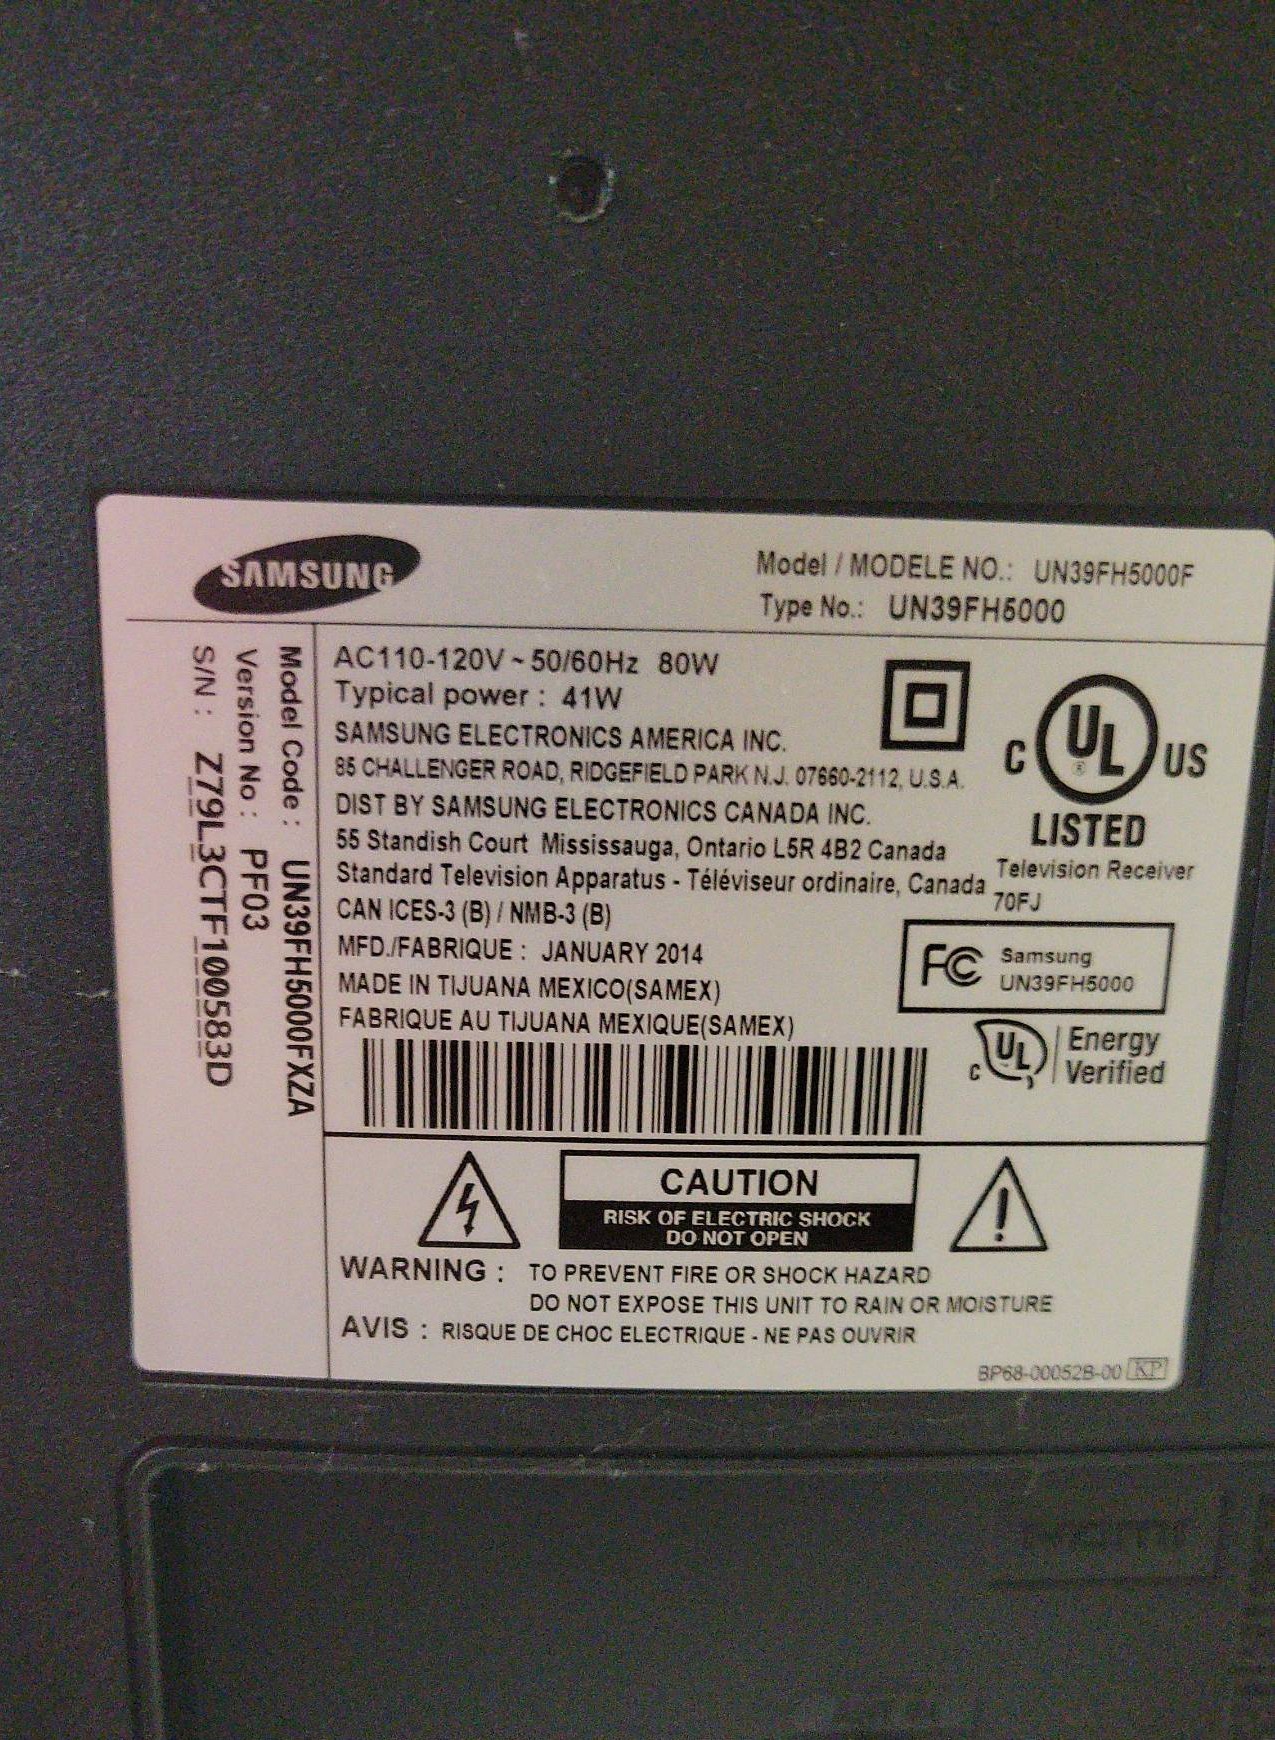 SAMSUNG
Model / MODELE NO.: UN39FH5000F
Type No.: UN39FH5000
Model Code : UN39FH5000FXZA
Version No : PF03
S/N : Z79L3CTF100583D
AC110-120V ~ 50/60Hz 80W
Typical power : 41W
SAMSUNG ELECTRONICS AMERICA INC.
85 CHALLENGER ROAD, RIDGEFIELD PARK N.J. 07660-2112, U.S.A.
DIST BY SAMSUNG ELECTRONICS CANADA INC.
55 Standish Court Mississauga, Ontario L5R 4B2 Canada
Standard Television Apparatus - Téléviseur ordinaire, Canada
CAN ICES-3 (B) / NMB-3 (B)
MFD./FABRIQUE : JANUARY 2014
MADE IN TIJUANA MEXICO(SAMEX)
FABRIQUE AU TIJUANA MEXIQUE(SAMEX)
C UL ® US
LISTED
Television Receiver
70FJ
FC Samsung
UN39FH5000
C UL Energy
Verified
CAUTION
RISK OF ELECTRIC SHOCK
DO NOT OPEN
WARNING : TO PREVENT FIRE OR SHOCK HAZARD
DO NOT EXPOSE THIS UNIT TO RAIN OR MOISTURE
AVIS : RISQUE DE CHOC ELECTRIQUE - NE PAS OUVRIR
BP68-00052B-00 KP